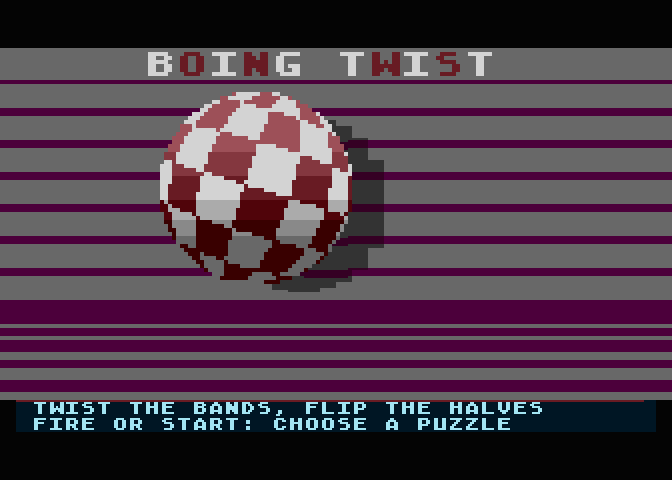 BOING TWIST
TWIST THE BANDS, FLIP THE HALVES
FIRE OR START: CHOOSE A PUZZLE